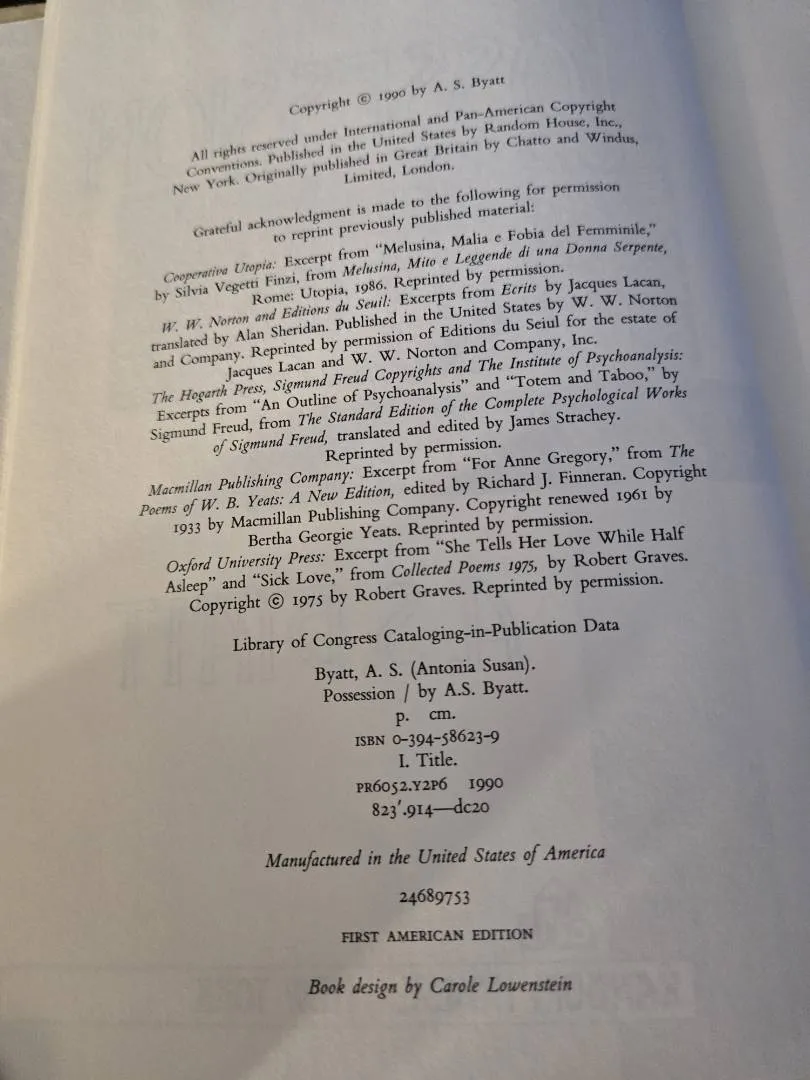 Copyright © 1990 by A. S. Byatt
All rights reserved under International and Pan-American Copyright
Conventions. Published in the United States by Random House, Inc.,
New York. Originally published in Great Britain by Chatto and Windus,
Limited, London.
Grateful acknowledgment is made to the following for permission
to reprint previously published material:
Cooperativa Utopia: Excerpt from "Melusina, Malia e Fobia del Femminile,"
by Silvia Vegetti Finzi, from Melusina, Mito e Leggende di una Donna Serpente,
Rome: Utopia, 1986. Reprinted by permission.
W. W. Norton and Editions du Seuil: Excerpts from Ecrits by Jacques Lacan,
translated by Alan Sheridan. Published in the United States by W. W. Norton
and Company. Reprinted by permission of Editions du Seiul for the estate of
Jacques Lacan and W. W. Norton and Company, Inc.
The Hogarth Press, Sigmund Freud Copyrights and The Institute of Psychoanalysis:
Excerpts from "An Outline of Psychoanalysis" and "Totem and Taboo," by
Sigmund Freud, from The Standard Edition of the Complete Psychological Works
of Sigmund Freud, translated and edited by James Strachey.
Reprinted by permission.
Macmillan Publishing Company: Excerpt from "For Anne Gregory," from The
Poems of W. B. Yeats: A New Edition, edited by Richard J. Finneran. Copyright
1933 by Macmillan Publishing Company. Copyright renewed 1961 by
Bertha Georgie Yeats. Reprinted by permission.
Oxford University Press: Excerpt from "She Tells Her Love While Half
Asleep" and "Sick Love," from Collected Poems 1975, by Robert Graves.
Copyright © 1975 by Robert Graves. Reprinted by permission.
Library of Congress Cataloging-in-Publication Data
Byatt, A. S. (Antonia Susan).
Possession / by A.S. Byatt.
p. cm.
ISBN 0-394-58623-9
I. Title.
PR6052.Y2P6 1990
823'.914—dc20
Manufactured in the United States of America
24689753
FIRST AMERICAN EDITION
Book design by Carole Lowenstein